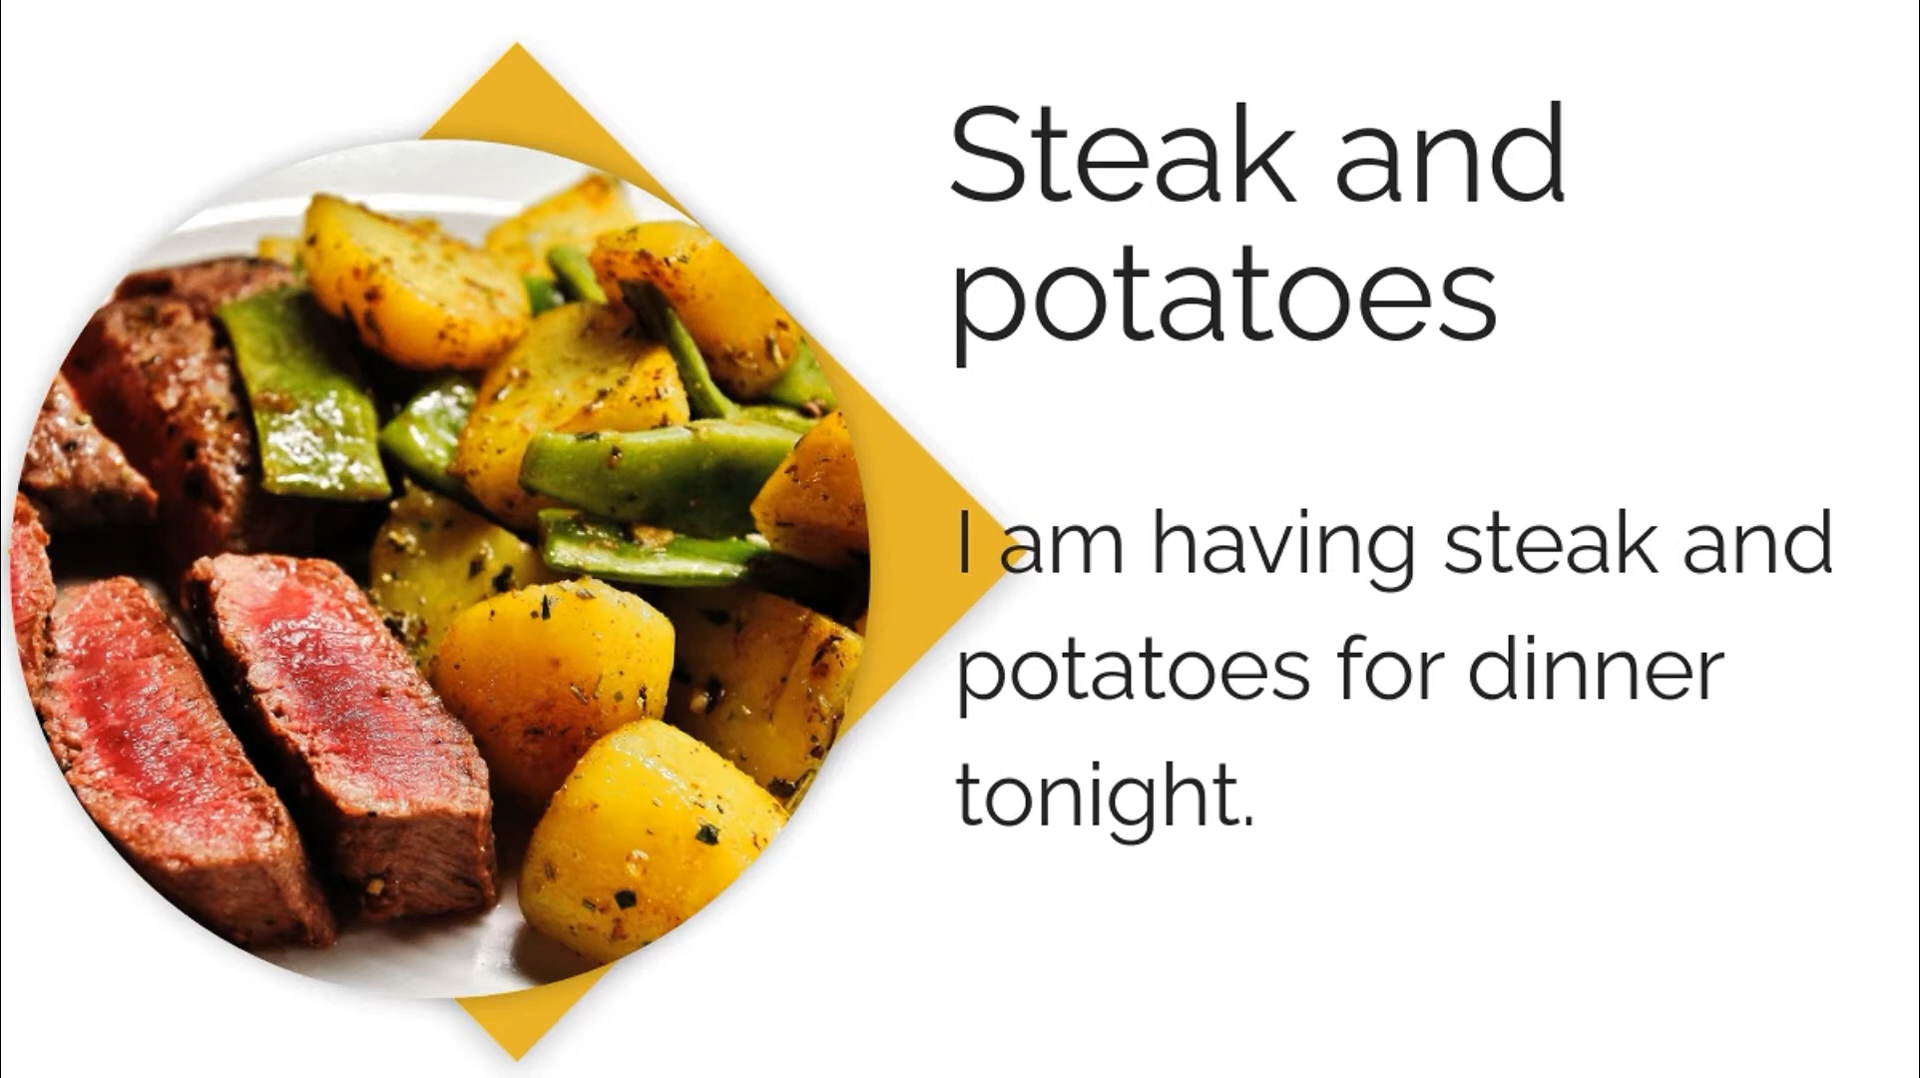 Steak and
potatoes
I am having steak and
potatoes for dinner
tonight.